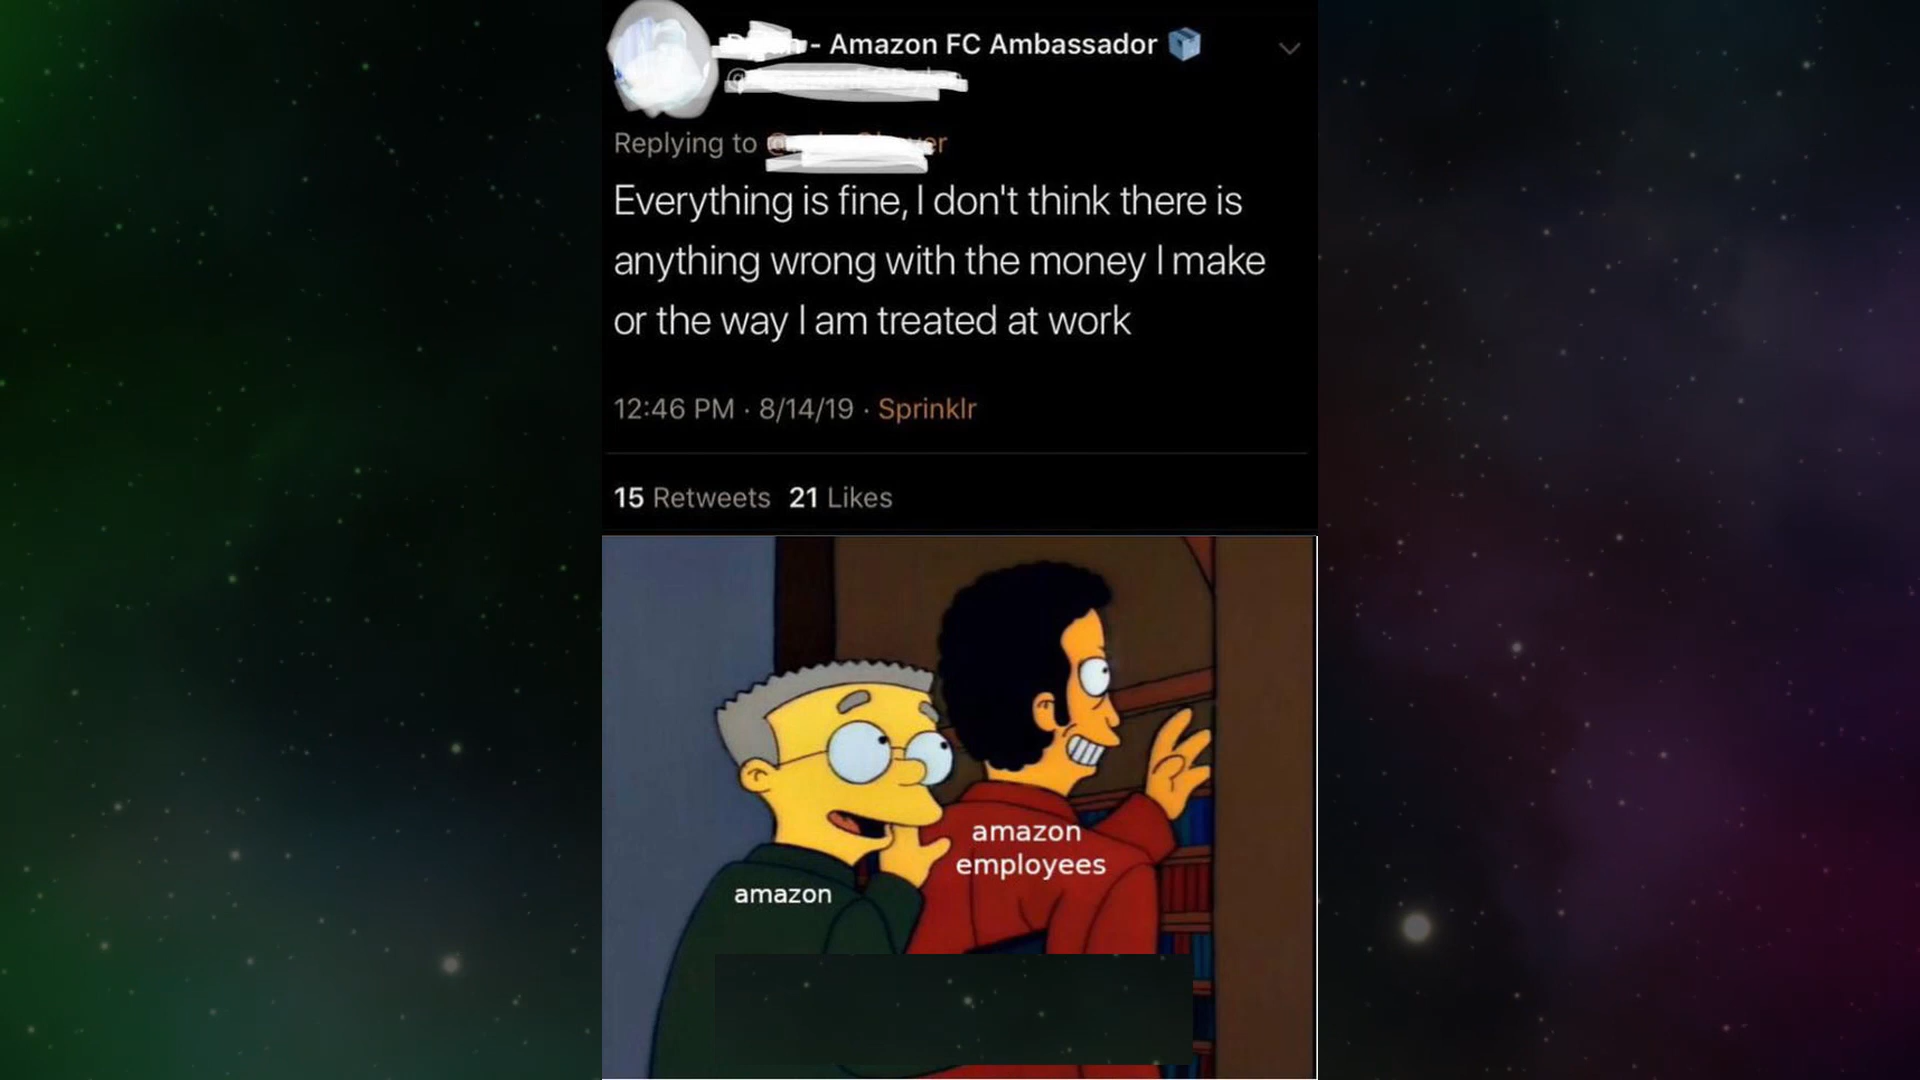 - Amazon FC Ambassador
Replying to
Everything is fine, I don't think there is
anything wrong with the money I make
or the way I am treated at work
12:46 PM · 8/14/19 · Sprinklr
15 Retweets 21 Likes
amazon
employees
amazon